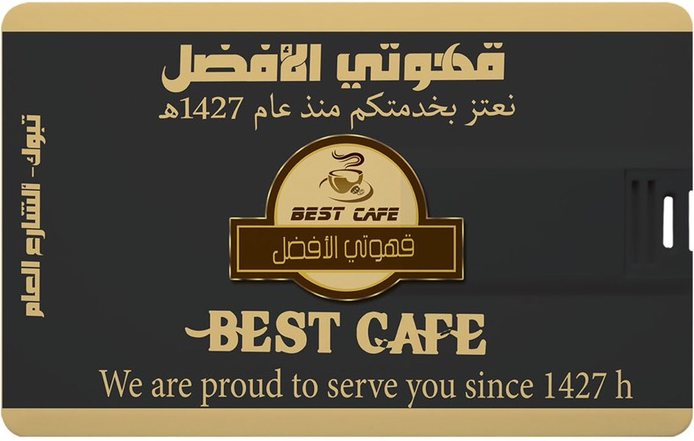 قهوتي الأفضل
نعتز بخدمتكم منذ عام 1427هـ
تبوك- الشارع العام
BEST CAFE
قهوتي الأفضل
BEST CAFE
We are proud to serve you since 1427 h